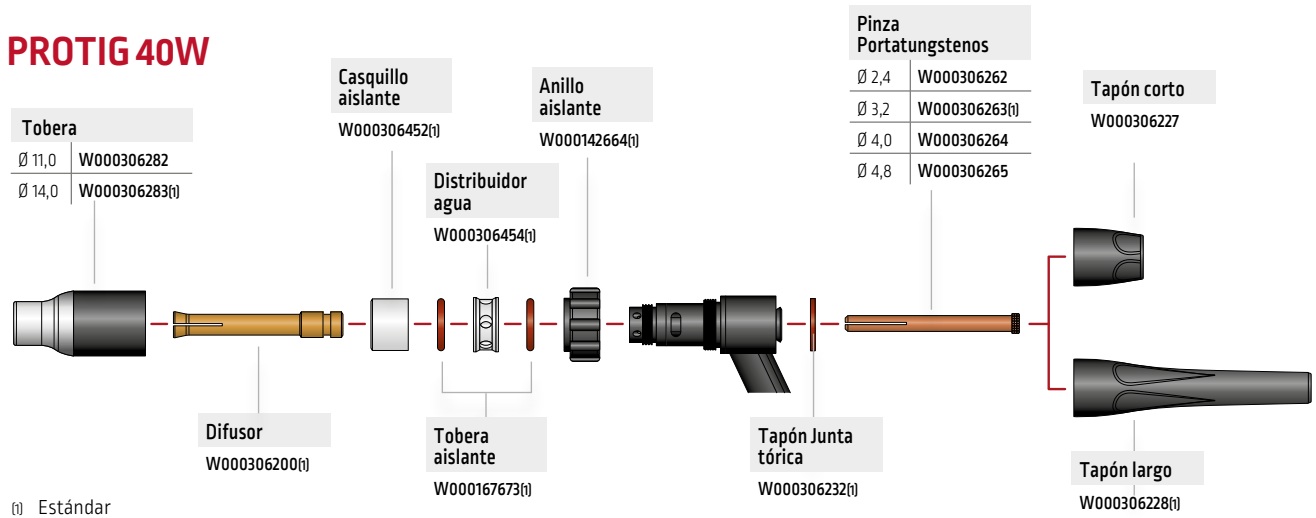 PROTIG 40W
Tobera
Ø 11,0 W000306282
Ø 14,0 W000306283(1)
Casquillo
aislante
W000306452(1)
Distribuidor
agua
W000306454(1)
Anillo
aislante
W000142664(1)
Pinza
Portatungstenos
Ø 2,4 W000306262
Ø 3,2 W000306263(1)
Ø 4,0 W000306264
Ø 4,8 W000306265
Tapón corto
W000306227
Difusor
W000306200(1)
Tobera
aislante
W000167673(1)
Tapón Junta
tórica
W000306232(1)
Tapón largo
W000306228(1)
(1) Estándar